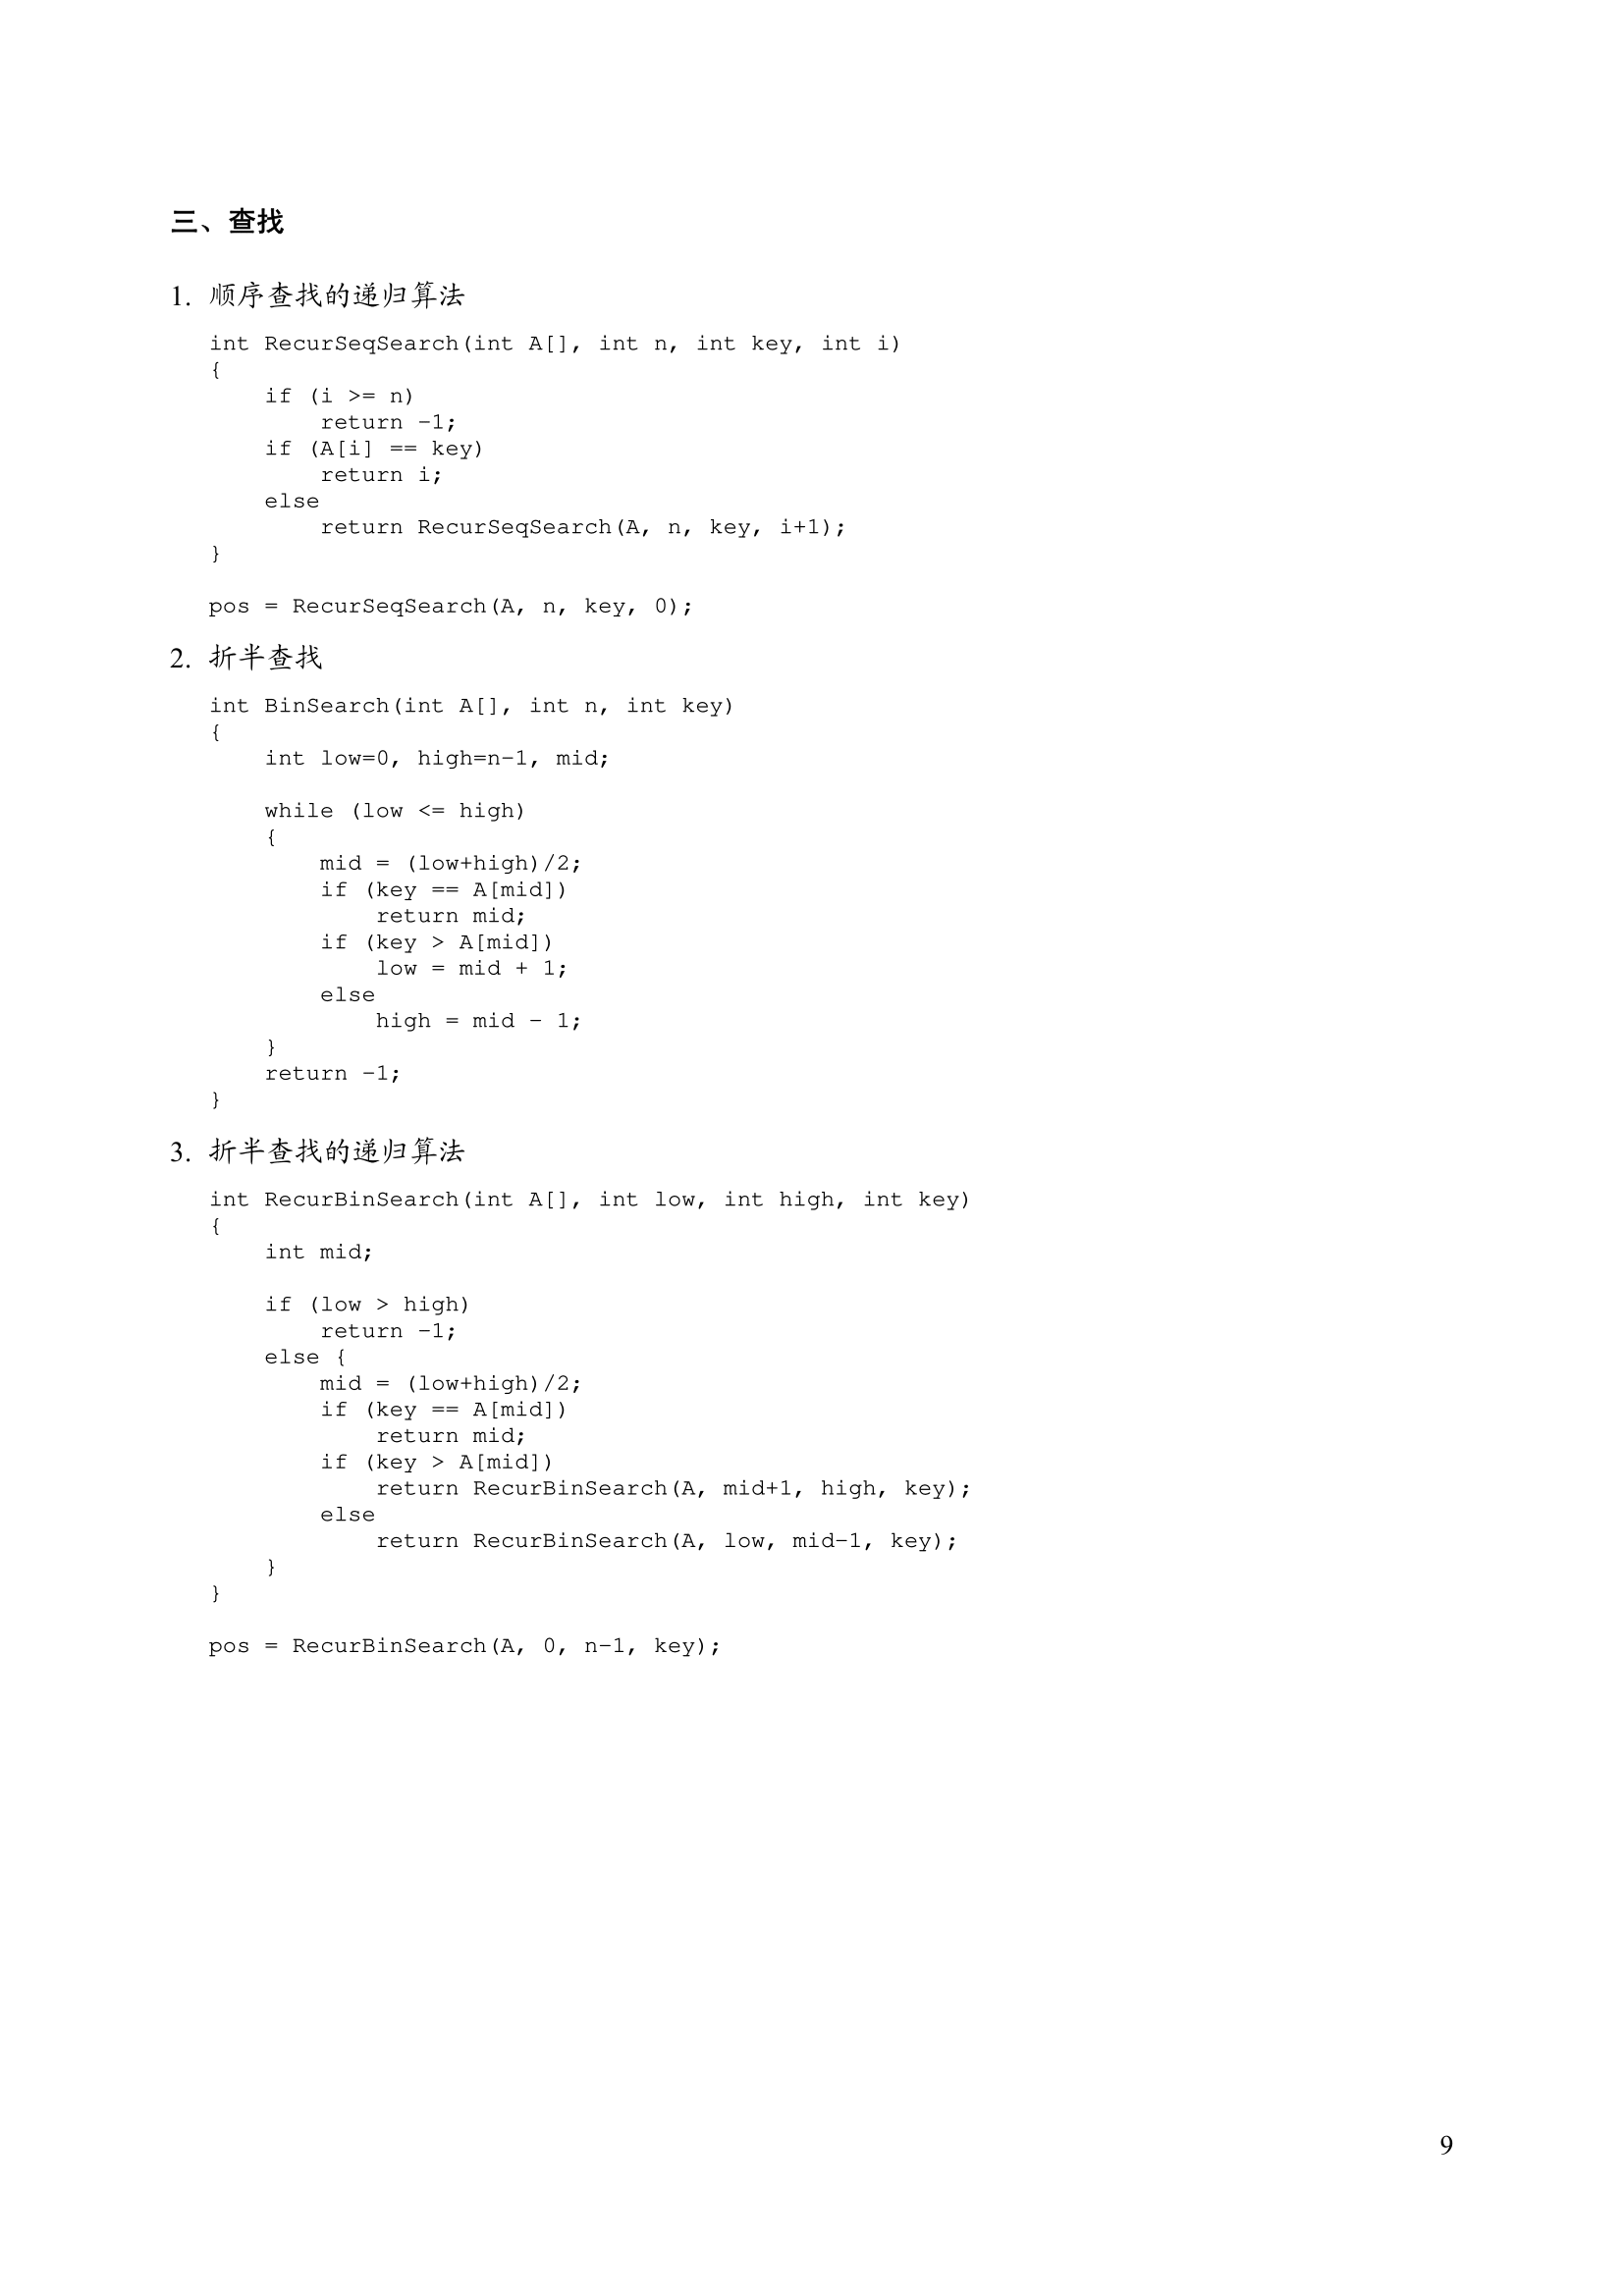 三、查找
1. 顺序查找的递归算法
int RecurSeqSearch(int A[], int n, int key, int i)
{
    if (i >= n)
        return -1;
    if (A[i] == key)
        return i;
    else
        return RecurSeqSearch(A, n, key, i+1);
}
pos = RecurSeqSearch(A, n, key, 0);
2. 折半查找
int BinSearch(int A[], int n, int key)
{
    int low=0, high=n-1, mid;
    while (low <= high)
    {
        mid = (low+high)/2;
        if (key == A[mid])
            return mid;
        if (key > A[mid])
            low = mid + 1;
        else
            high = mid - 1;
    }
    return -1;
}
3. 折半查找的递归算法
int RecurBinSearch(int A[], int low, int high, int key)
{
    int mid;
    if (low > high)
        return -1;
    else {
        mid = (low+high)/2;
        if (key == A[mid])
            return mid;
        if (key > A[mid])
            return RecurBinSearch(A, mid+1, high, key);
        else
            return RecurBinSearch(A, low, mid-1, key);
    }
}
pos = RecurBinSearch(A, 0, n-1, key);
9